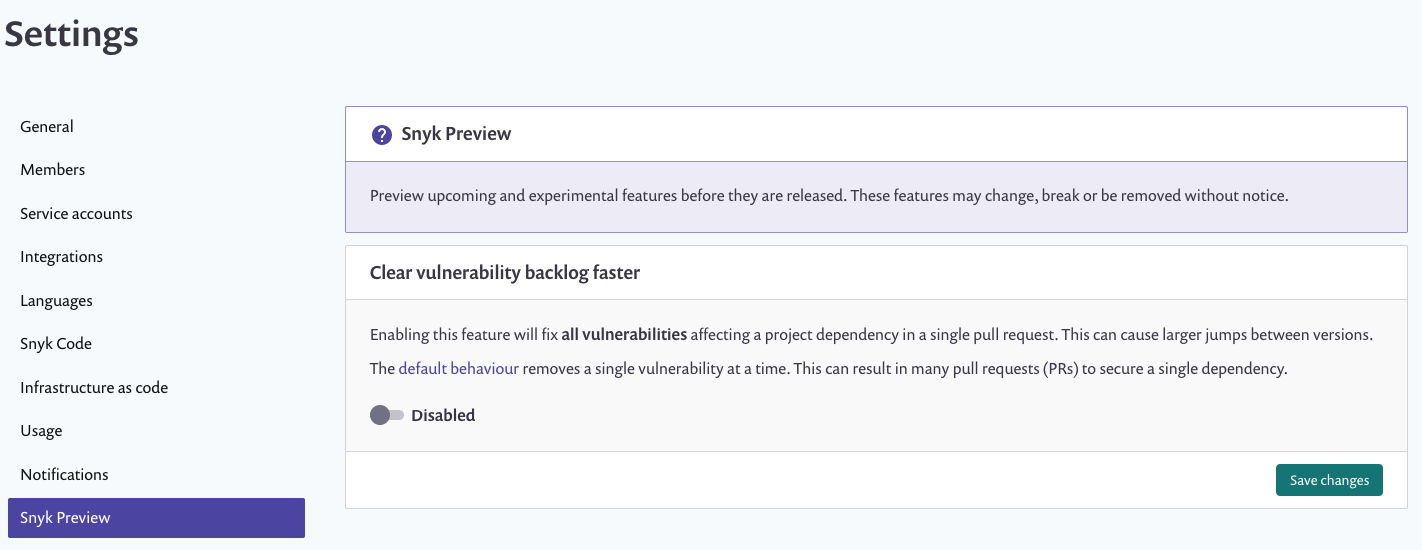 Settings
General
Members
Service accounts
Integrations
Languages
Snyk Code
Infrastructure as code
Usage
Notifications
Snyk Preview
? Snyk Preview
Preview upcoming and experimental features before they are released. These features may change, break or be removed without notice.
Clear vulnerability backlog faster
Enabling this feature will fix all vulnerabilities affecting a project dependency in a single pull request. This can cause larger jumps between versions.
The default behaviour removes a single vulnerability at a time. This can result in many pull requests (PRs) to secure a single dependency.
Disabled
Save changes